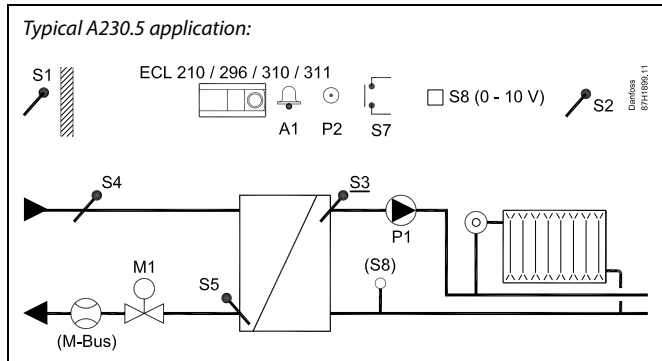 Typical A230.5 application:
S1
ECL 210 / 296 / 310 / 311
A1
P2
S7
S8 (0 - 10 V)
S2
Danfoss
87H1899.11
S4
S3
P1
M1
S5
(S8)
(M-Bus)